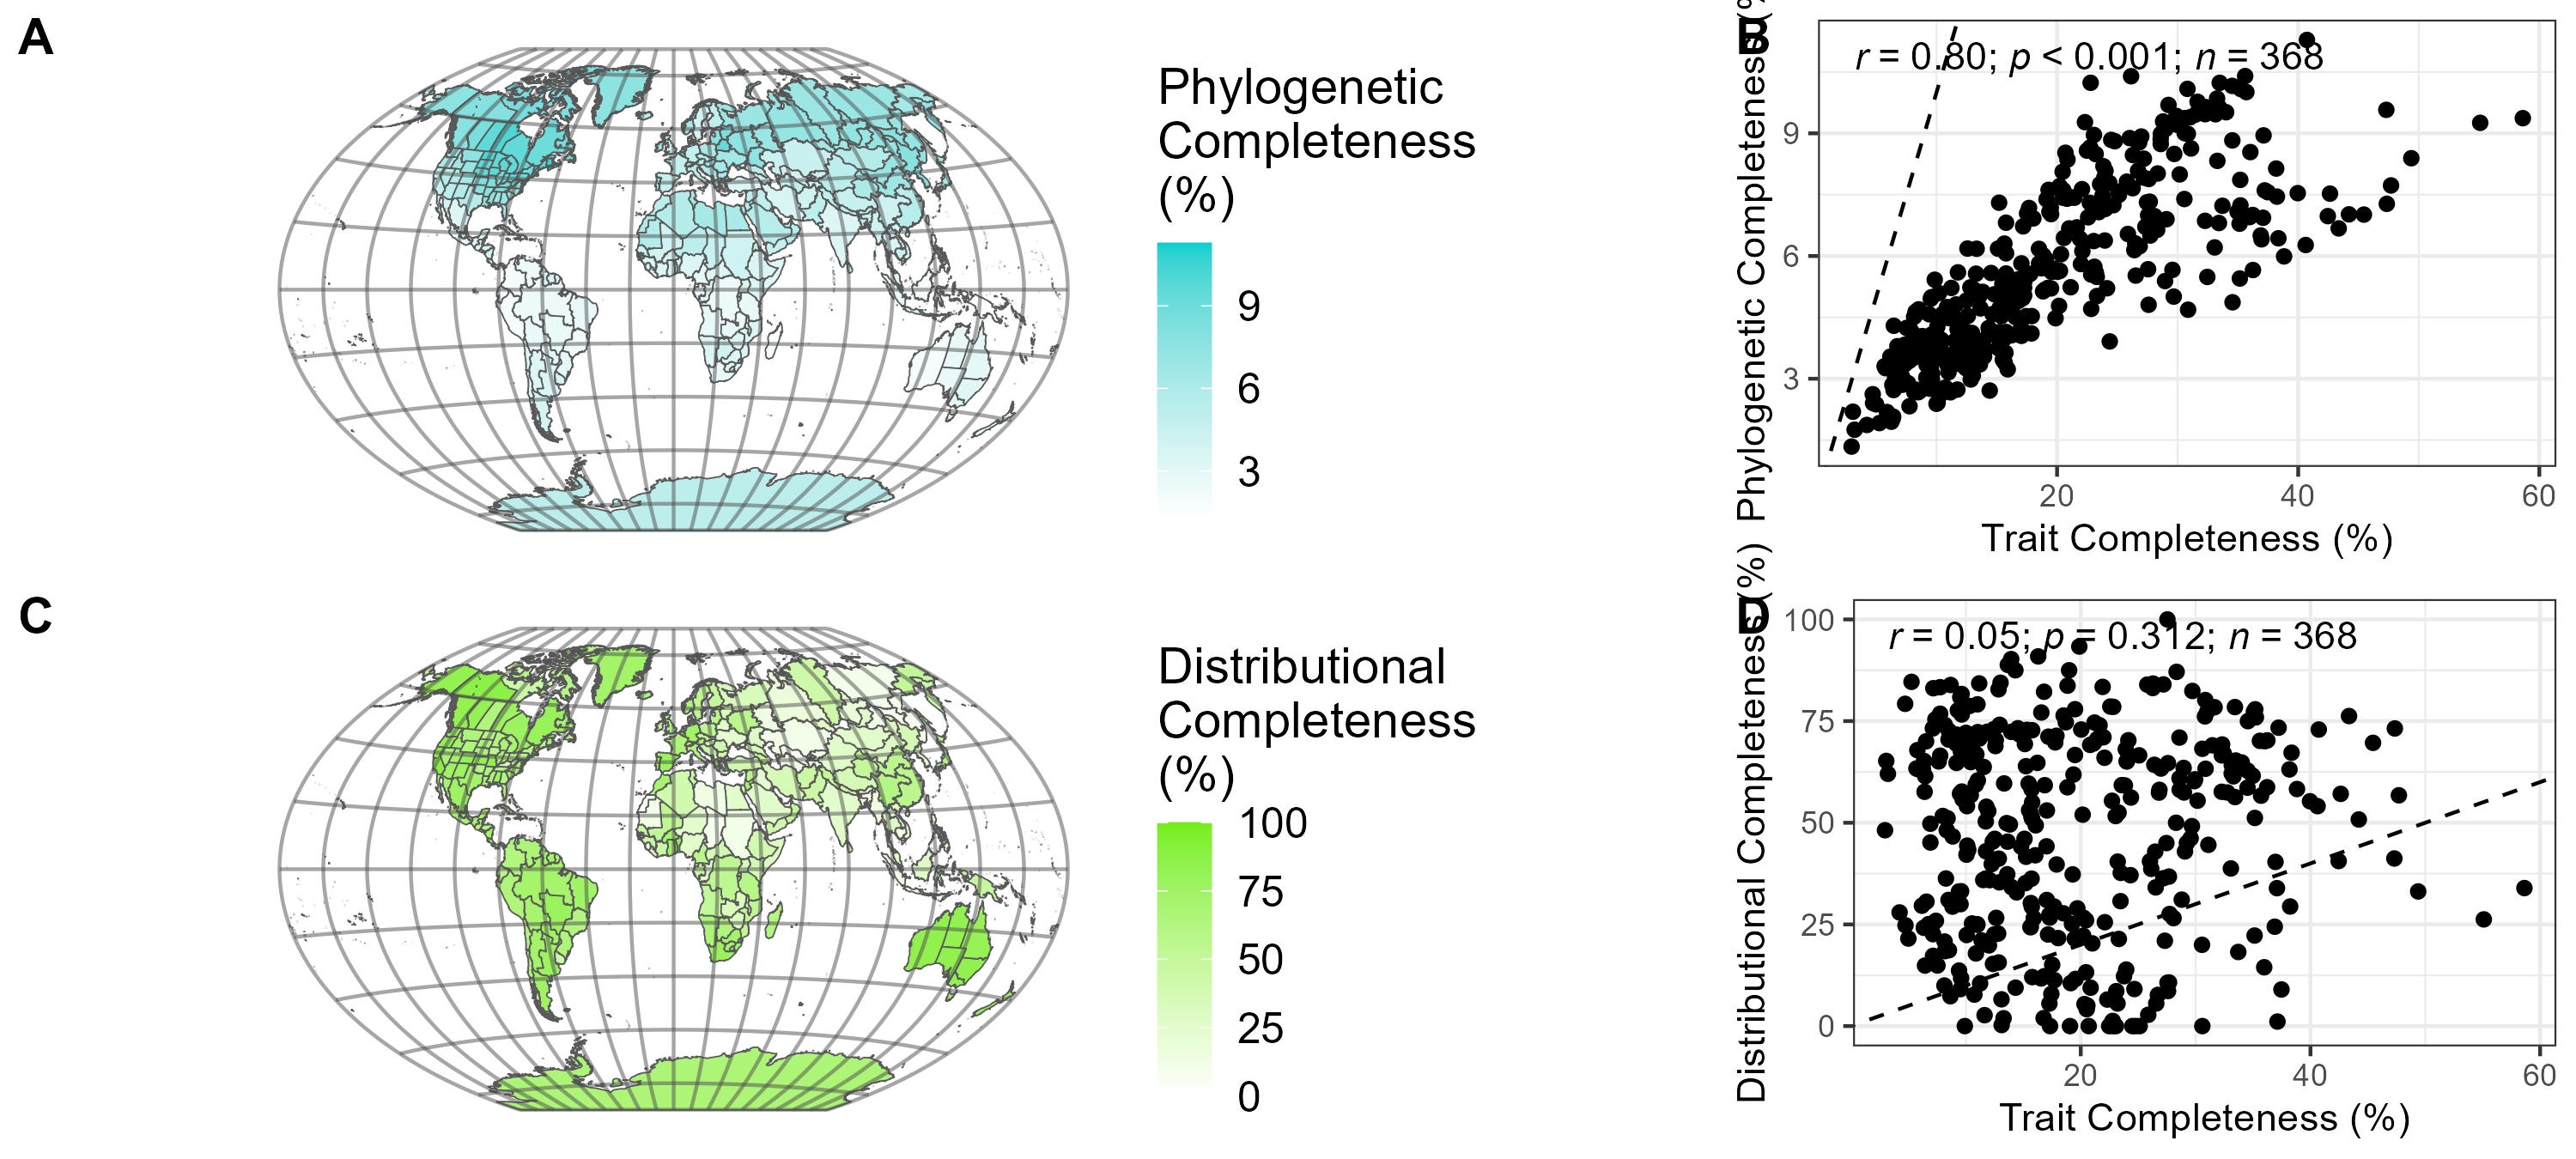 A
Phylogenetic
Completeness
(%)
9
6
3
B
Phylogenetic Completeness (%)
r = 0.80; p < 0.001; n = 368
9
6
3
20
40
60
Trait Completeness (%)
C
Distributional
Completeness
(%)
100
75
50
25
0
D
Distributional Completeness (%)
r = 0.05; p = 0.312; n = 368
100
75
50
25
0
20
40
60
Trait Completeness (%)